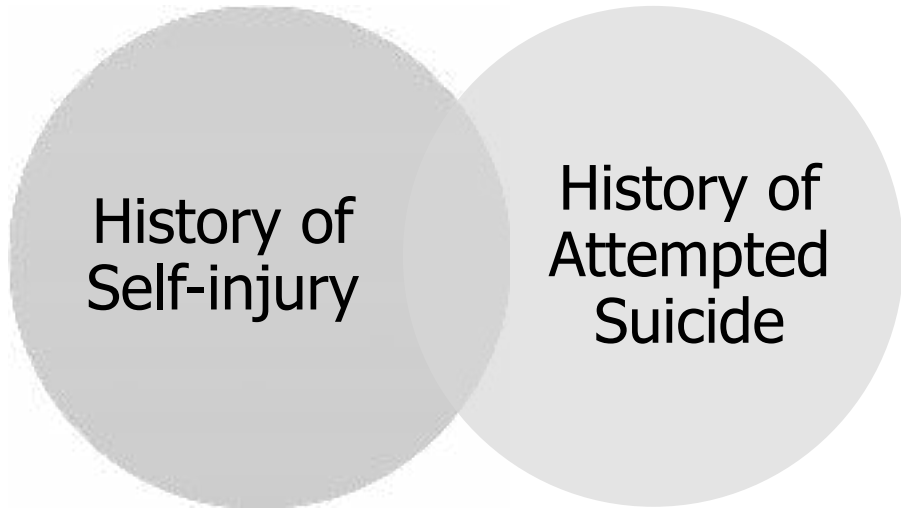 History of
Self-injury
History of
Attempted
Suicide